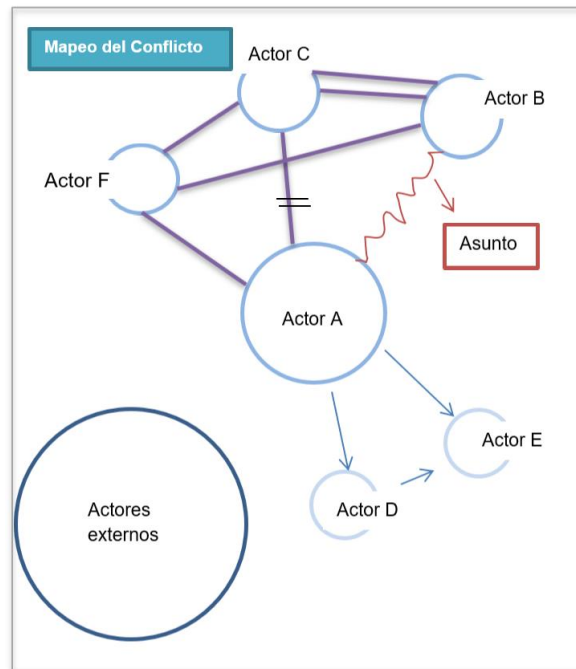 Mapeo del Conflicto
Actor C
Actor B
Actor F
Asunto
Actor A
Actor E
Actor D
Actores
externos